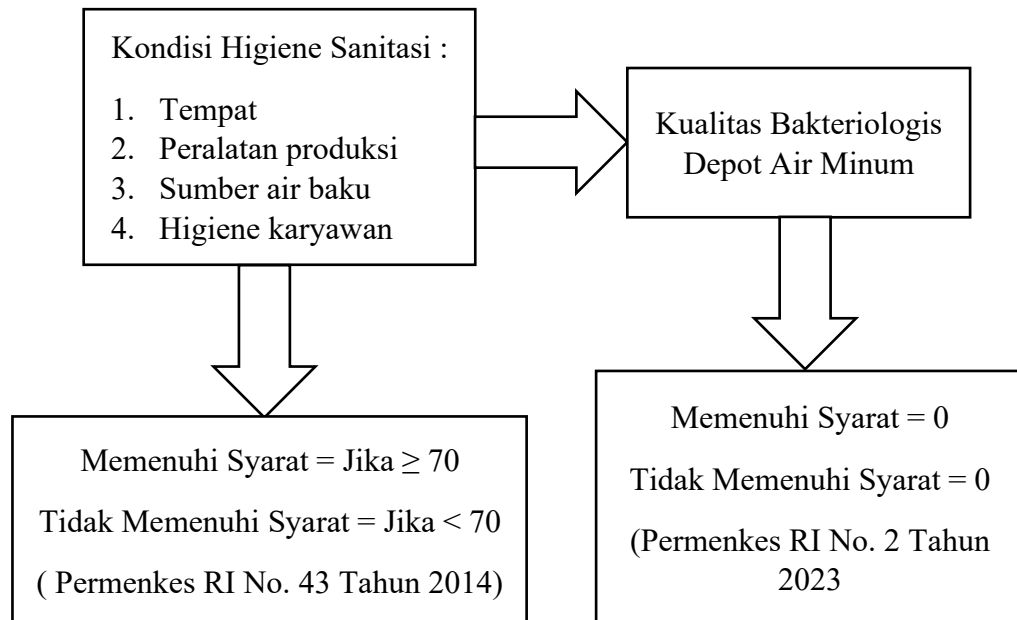 Kondisi Higiene Sanitasi :
1. Tempat
2. Peralatan produksi
3. Sumber air baku
4. Higiene karyawan
Kualitas Bakteriologis
Depot Air Minum
Memenuhi Syarat = Jika ≥ 70
Tidak Memenuhi Syarat = Jika < 70
( Permenkes RI No. 43 Tahun 2014)
Memenuhi Syarat = 0
Tidak Memenuhi Syarat = 0
(Permenkes RI No. 2 Tahun
2023